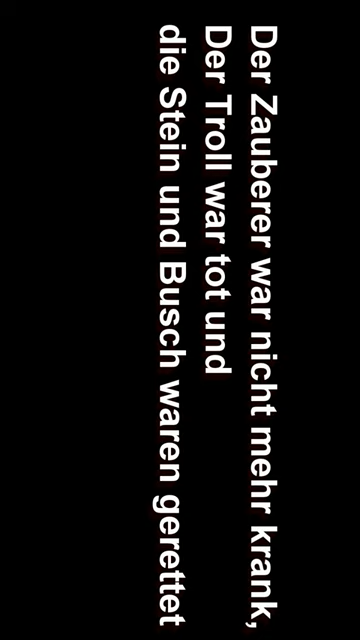 Der Zauberer war nicht mehr krank,
Der Troll war tot und
die Stein und Busch waren gerettet